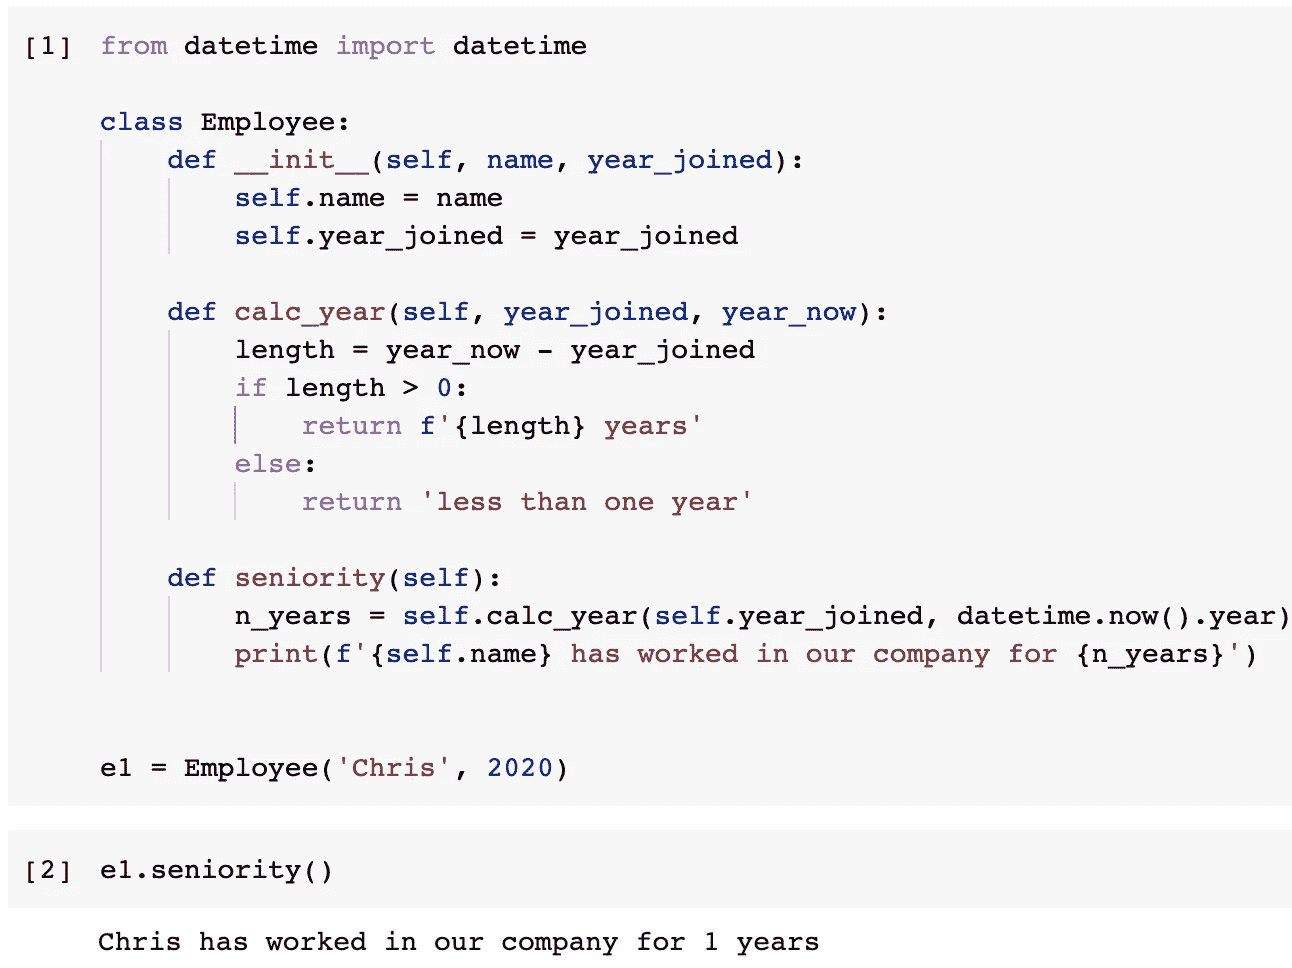 [1] from datetime import datetime
class Employee:
def __init__(self, name, year_joined):
self.name = name
self.year_joined = year_joined
def calc_year(self, year_joined, year_now):
length = year_now - year_joined
if length > 0:
return f'{length} years'
else:
return 'less than one year'
def seniority(self):
n_years = self.calc_year(self.year_joined, datetime.now().year)
print(f'{self.name} has worked in our company for {n_years}')
e1 = Employee('Chris', 2020)
[2] e1.seniority()
Chris has worked in our company for 1 years